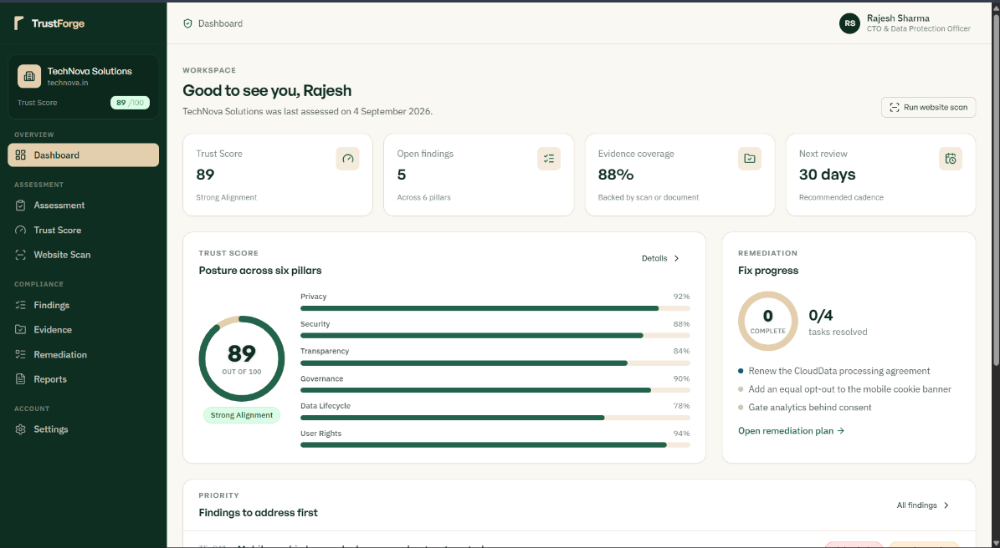 TrustForge
TechNova Solutions
technova.in
Trust Score
89 /100
OVERVIEW
Dashboard
ASSESSMENT
Assessment
Trust Score
Website Scan
COMPLIANCE
Findings
Evidence
Remediation
Reports
ACCOUNT
Settings
Dashboard
RS
Rajesh Sharma
CTO & Data Protection Officer
WORKSPACE
Good to see you, Rajesh
TechNova Solutions was last assessed on 4 September 2026.
Run website scan
Trust Score
89
Strong Alignment
Open findings
5
Across 6 pillars
Evidence coverage
88%
Backed by scan or document
Next review
30 days
Recommended cadence
TRUST SCORE
Posture across six pillars
Details
89
OUT OF 100
Strong Alignment
Privacy 92%
Security 88%
Transparency 84%
Governance 90%
Data Lifecycle 78%
User Rights 94%
REMEDIATION
Fix progress
0
COMPLETE
0/4
tasks resolved
Renew the CloudData processing agreement
Add an equal opt-out to the mobile cookie banner
Gate analytics behind consent
Open remediation plan →
PRIORITY
Findings to address first
All findings